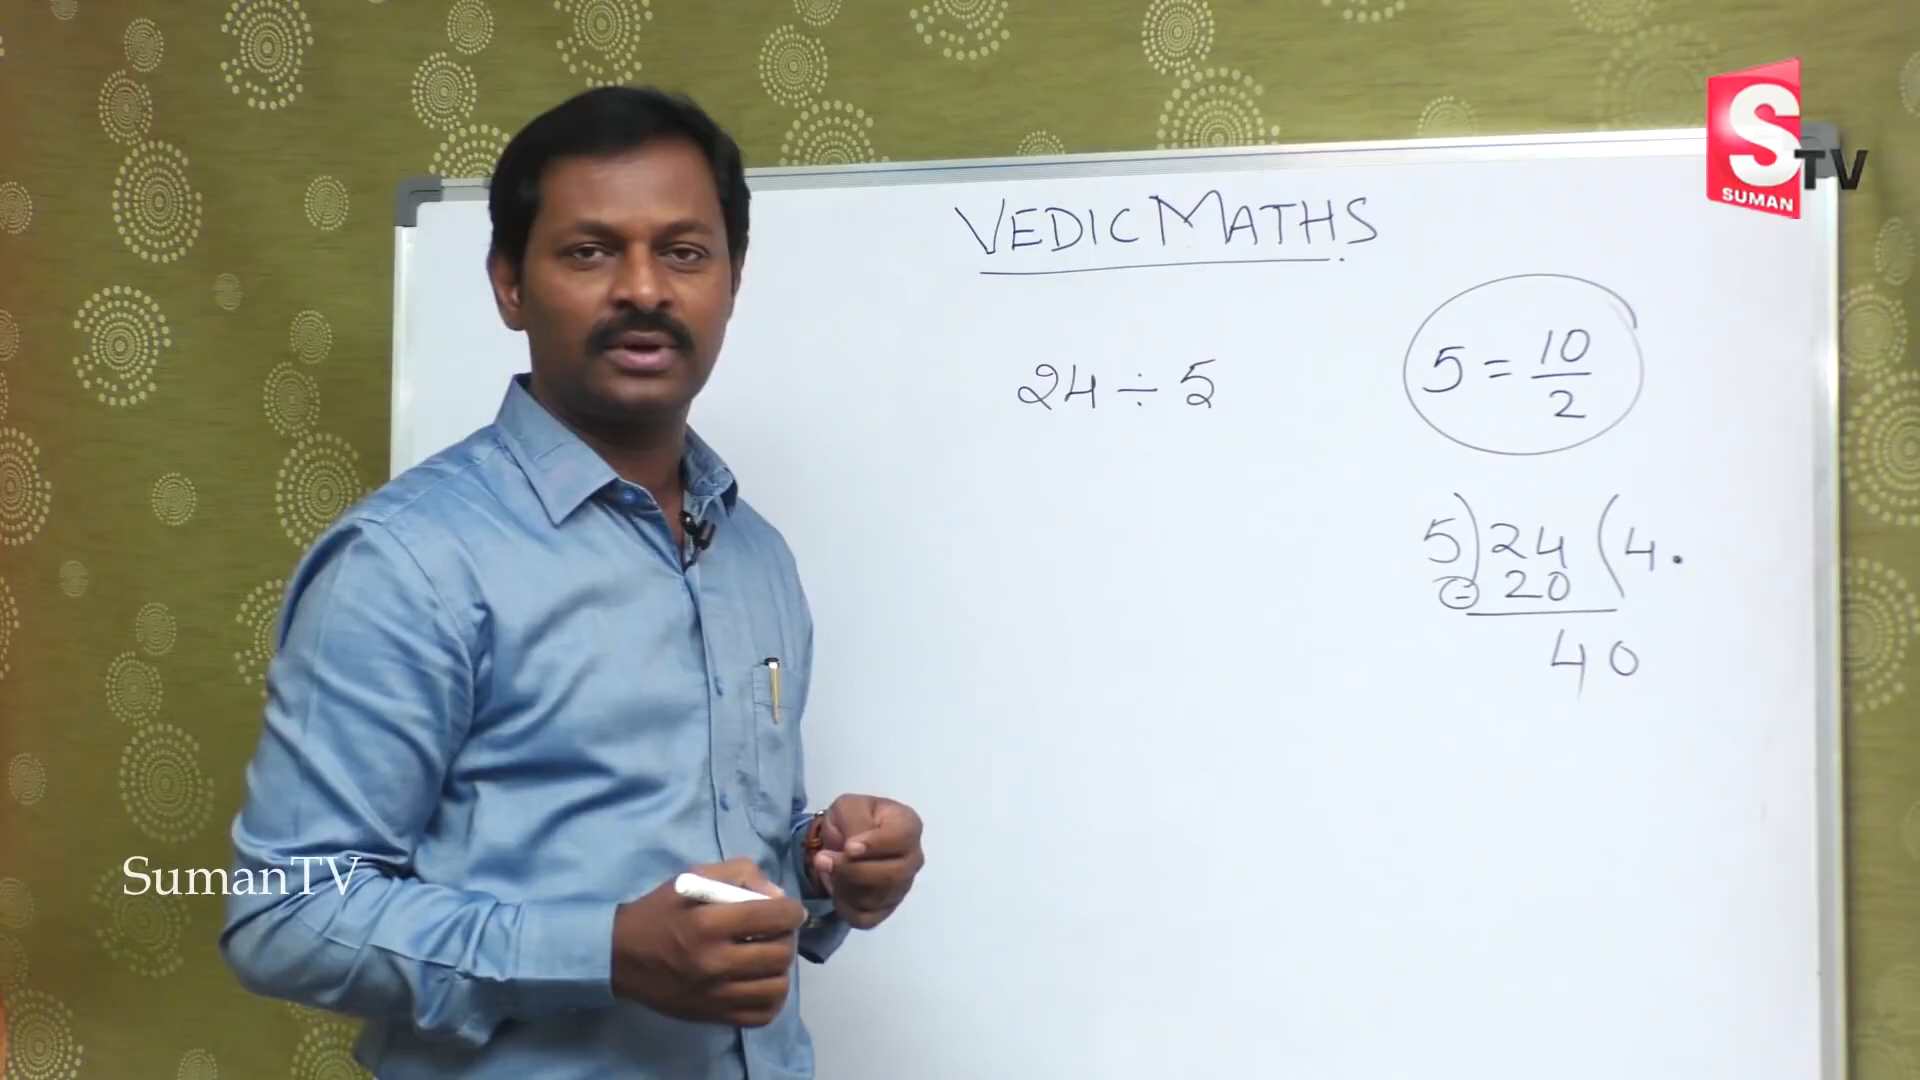 S TV
SUMAN
VEDIC MATHS.
24 ÷ 5
5 = 10/2
5) 24 (4.
- 20
40
SumanTV